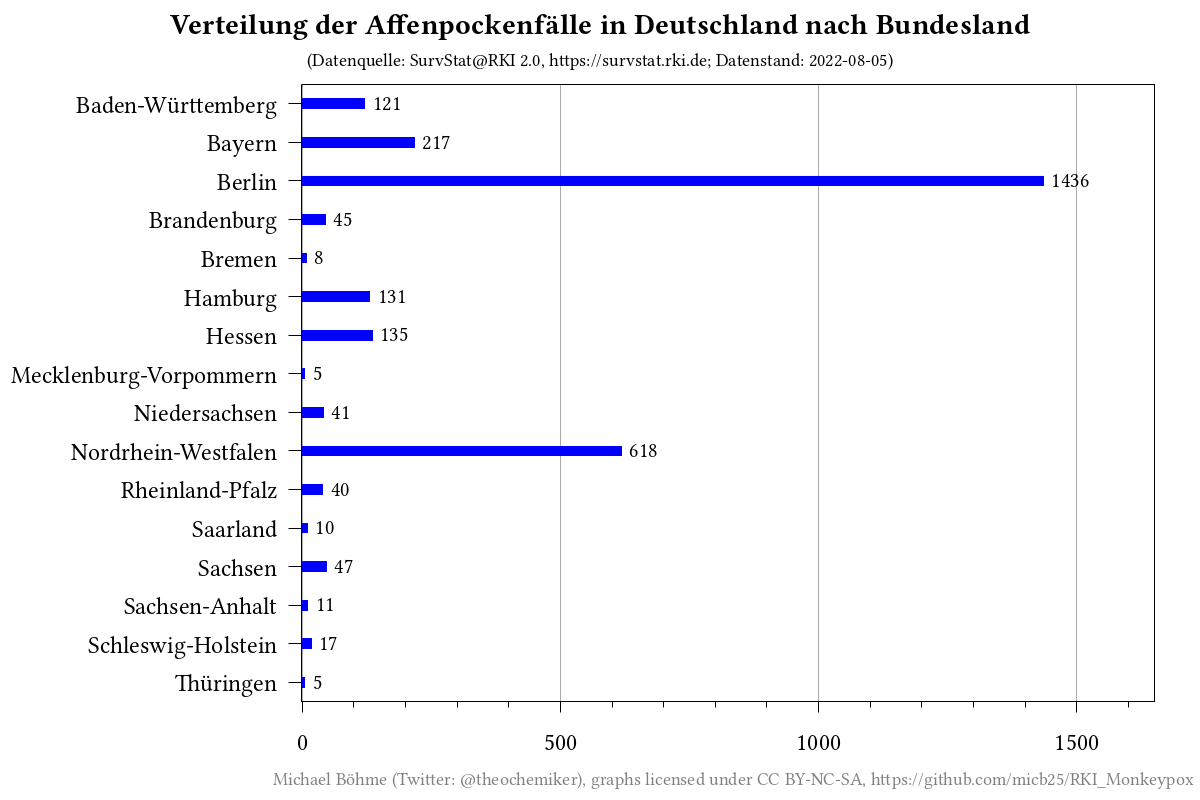 Verteilung der Affenpockenfälle in Deutschland nach Bundesland
(Datenquelle: SurvStat@RKI 2.0, https://survstat.rki.de; Datenstand: 2022-08-05)
Baden-Württemberg 121
Bayern 217
Berlin 1436
Brandenburg 45
Bremen 8
Hamburg 131
Hessen 135
Mecklenburg-Vorpommern 5
Niedersachsen 41
Nordrhein-Westfalen 618
Rheinland-Pfalz 40
Saarland 10
Sachsen 47
Sachsen-Anhalt 11
Schleswig-Holstein 17
Thüringen 5
0 500 1000 1500
Michael Böhme (Twitter: @theochemiker), graphs licensed under CC BY-NC-SA, https://github.com/micb25/RKI_Monkeypox